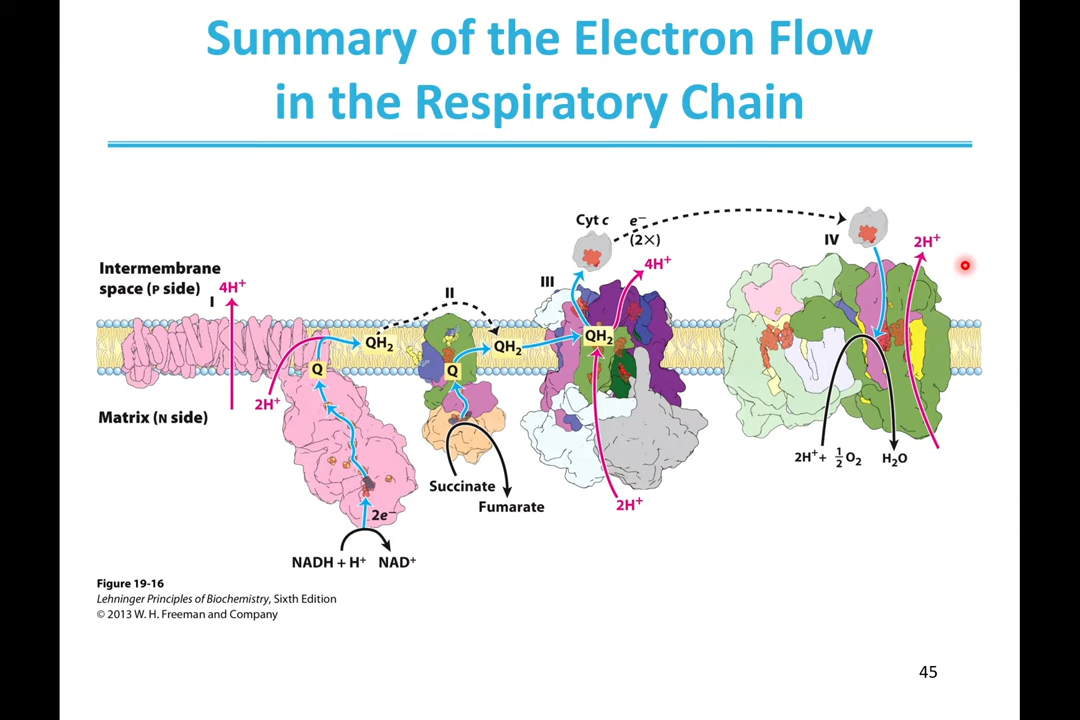 Summary of the Electron Flow
in the Respiratory Chain
Cyt c
e⁻
(2×)
IV
2H⁺
4H⁺
Intermembrane
space (P side)
I
4H⁺
II
III
QH₂
QH₂
QH₂
Q
Q
2H⁺
Matrix (N side)
2H⁺ + ½ O₂
H₂O
Succinate
Fumarate
2H⁺
2e⁻
NADH + H⁺
NAD⁺
Figure 19-16
Lehninger Principles of Biochemistry, Sixth Edition
© 2013 W. H. Freeman and Company
45